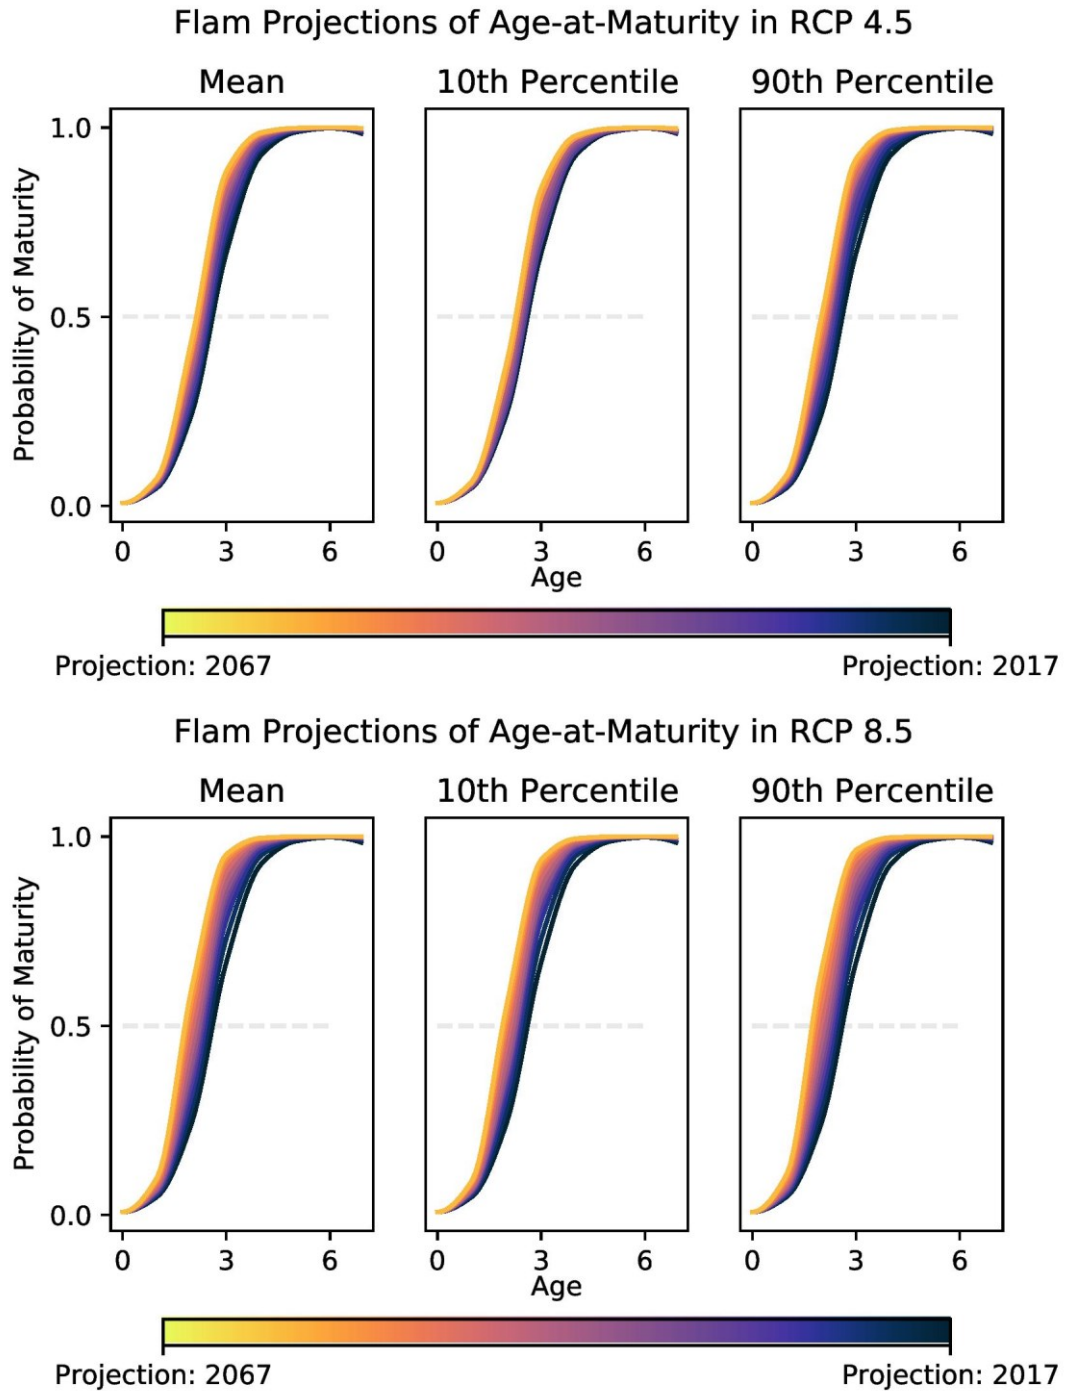 Flam Projections of Age-at-Maturity in RCP 4.5
Mean 10th Percentile 90th Percentile
Probability of Maturity
1.0
0.5
0.0
0 3 6 0 3 6 0 3 6
Age
Projection: 2067 Projection: 2017
Flam Projections of Age-at-Maturity in RCP 8.5
Mean 10th Percentile 90th Percentile
Probability of Maturity
1.0
0.5
0.0
0 3 6 0 3 6 0 3 6
Age
Projection: 2067 Projection: 2017